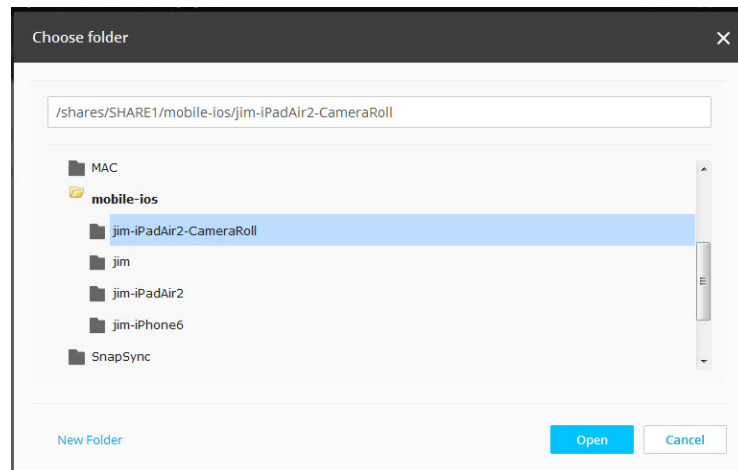 Choose folder
/shares/SHARE1/mobile-ios/jim-iPadAir2-CameraRoll
MAC
mobile-ios
jim-iPadAir2-CameraRoll
jim
jim-iPadAir2
jim-iPhone6
SnapSync
New Folder
Open
Cancel